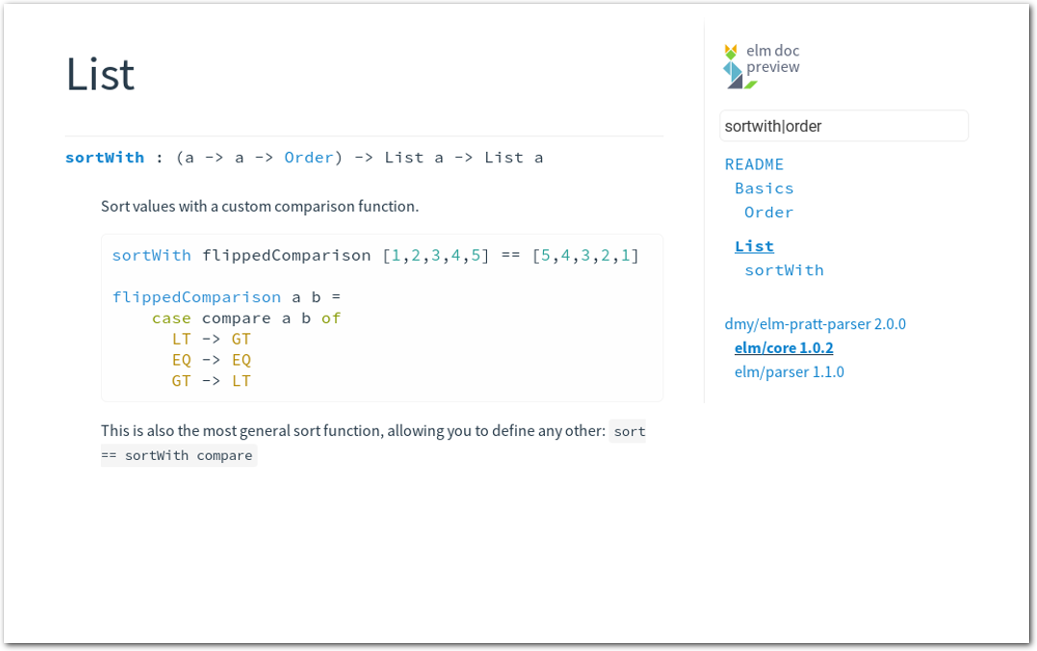 List
sortWith : (a -> a -> Order) -> List a -> List a
Sort values with a custom comparison function.
sortWith flippedComparison [1,2,3,4,5] == [5,4,3,2,1]
flippedComparison a b =
    case compare a b of
      LT -> GT
      EQ -> EQ
      GT -> LT
This is also the most general sort function, allowing you to define any other: sort
== sortWith compare
elm doc
preview
sortwith|order
README
Basics
Order
List
sortWith
dmy/elm-pratt-parser 2.0.0
elm/core 1.0.2
elm/parser 1.1.0